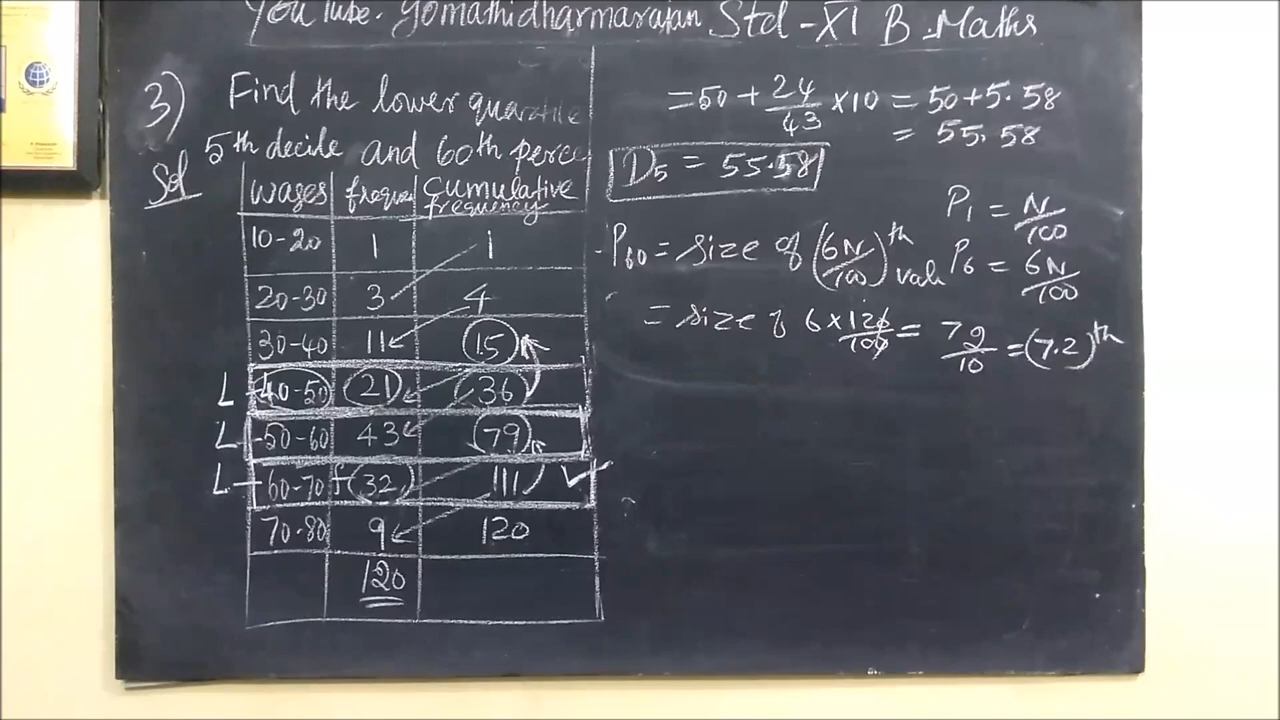 YouTube. gomathidharmarajan Std-XI B.Maths
3) Find the lower quartile
5th decide and 60th perce
Sol
wages frequen cumulative frequency
10-20 1 1
20-30 3 4
30-40 11 15
L 40-50 21 36
L 50-60 43 79
L 60-70 f 32 111 ✓
70-80 9 120
120
= 50 + 24/43 × 10 = 50 + 5.58
= 55.58
D5 = 55.58
P1 = N/100
P60 = size of (6N/100)th valu P6 = 6N/100
= size of 6 × 120/100 = 72/10 = (7.2)th